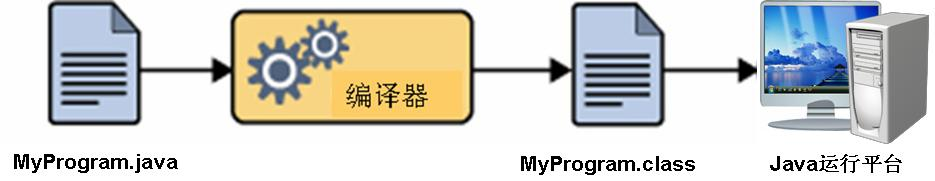 编译器
MyProgram.java
MyProgram.class
Java运行平台